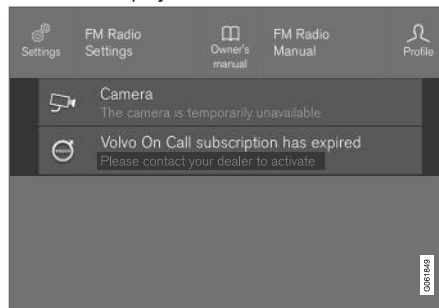 Settings
FM Radio
Settings
Owner's
manual
FM Radio
Manual
Profile
Camera
The camera is temporarily unavailable
Volvo On Call subscription has expired
Please contact your dealer to activate
G061849